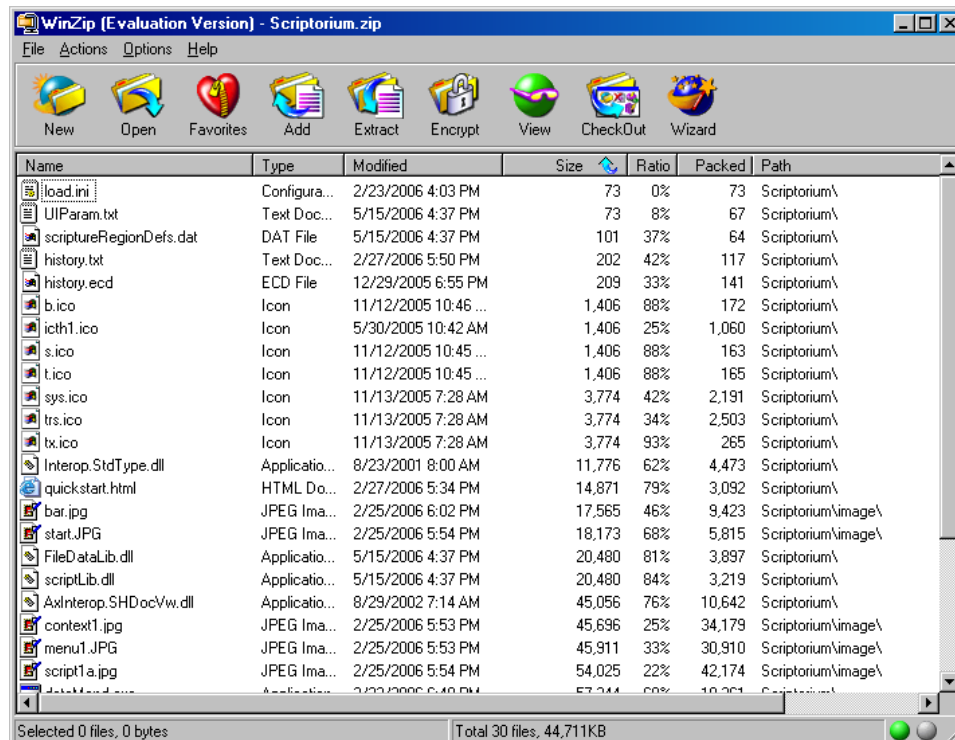 WinZip (Evaluation Version) - Scriptorium.zip
File Actions Options Help
New Open Favorites Add Extract Encrypt View CheckOut Wizard
Name Type Modified Size Ratio Packed Path
load.ini Configura... 2/23/2006 4:03 PM 73 0% 73 Scriptorium\
UIParam.txt Text Doc... 5/15/2006 4:37 PM 73 8% 67 Scriptorium\
scriptureRegionDefs.dat DAT File 5/15/2006 4:37 PM 101 37% 64 Scriptorium\
history.txt Text Doc... 2/27/2006 5:50 PM 202 42% 117 Scriptorium\
history.ecd ECD File 12/29/2005 6:55 PM 209 33% 141 Scriptorium\
b.ico Icon 11/12/2005 10:46 ... 1,406 88% 172 Scriptorium\
icth1.ico Icon 5/30/2005 10:42 AM 1,406 25% 1,060 Scriptorium\
s.ico Icon 11/12/2005 10:45 ... 1,406 88% 163 Scriptorium\
t.ico Icon 11/12/2005 10:45 ... 1,406 88% 165 Scriptorium\
sys.ico Icon 11/13/2005 7:28 AM 3,774 42% 2,191 Scriptorium\
trs.ico Icon 11/13/2005 7:28 AM 3,774 34% 2,503 Scriptorium\
tx.ico Icon 11/13/2005 7:28 AM 3,774 93% 265 Scriptorium\
Interop.StdType.dll Applicatio... 8/23/2001 8:00 AM 11,776 62% 4,473 Scriptorium\
quickstart.html HTML Do... 2/27/2006 5:34 PM 14,871 79% 3,092 Scriptorium\
bar.jpg JPEG Ima... 2/25/2006 6:02 PM 17,565 46% 9,423 Scriptorium\image\
start.JPG JPEG Ima... 2/25/2006 5:54 PM 18,173 68% 5,815 Scriptorium\image\
FileDataLib.dll Applicatio... 5/15/2006 4:37 PM 20,480 81% 3,897 Scriptorium\
scriptLib.dll Applicatio... 5/15/2006 4:37 PM 20,480 84% 3,219 Scriptorium\
AxInterop.SHDocVw.dll Applicatio... 8/29/2002 7:14 AM 45,056 76% 10,642 Scriptorium\
context1.jpg JPEG Ima... 2/25/2006 5:53 PM 45,696 25% 34,179 Scriptorium\image\
menu1.JPG JPEG Ima... 2/25/2006 5:53 PM 45,911 33% 30,910 Scriptorium\image\
script1a.jpg JPEG Ima... 2/25/2006 5:54 PM 54,025 22% 42,174 Scriptorium\image\
Selected 0 files, 0 bytes Total 30 files, 44,711KB